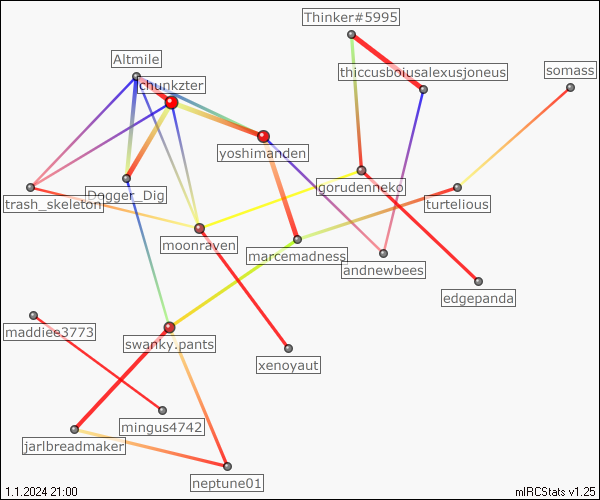 Thinker#5995
Altmile
thiccusboiusalexusjoneus
somass
chunkzter
yoshimanden
trash_skeleton
Dagger_Dig
gorudenneko
turtelious
moonraven
marcemadness
andnewbees
edgepanda
maddiee3773
swanky.pants
xenoyaut
mingus4742
jarlbreadmaker
neptune01
1.1.2024 21:00
mIRCStats v1.25